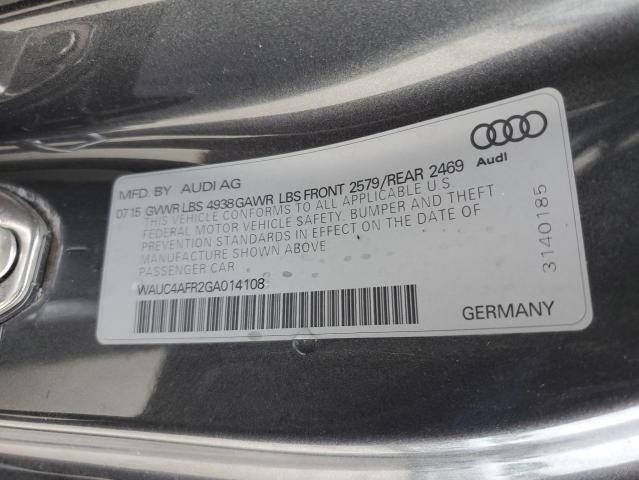 Audi
MFD. BY AUDI AG
0715 GVWR LBS 4938 GAWR LBS FRONT 2579/REAR 2469
THIS VEHICLE CONFORMS TO ALL APPLICABLE U.S.
FEDERAL MOTOR VEHICLE SAFETY, BUMPER AND THEFT
PREVENTION STANDARDS IN EFFECT ON THE DATE OF
MANUFACTURE SHOWN ABOVE
PASSENGER CAR
WAUC4AFR2GA014108
GERMANY
3140185